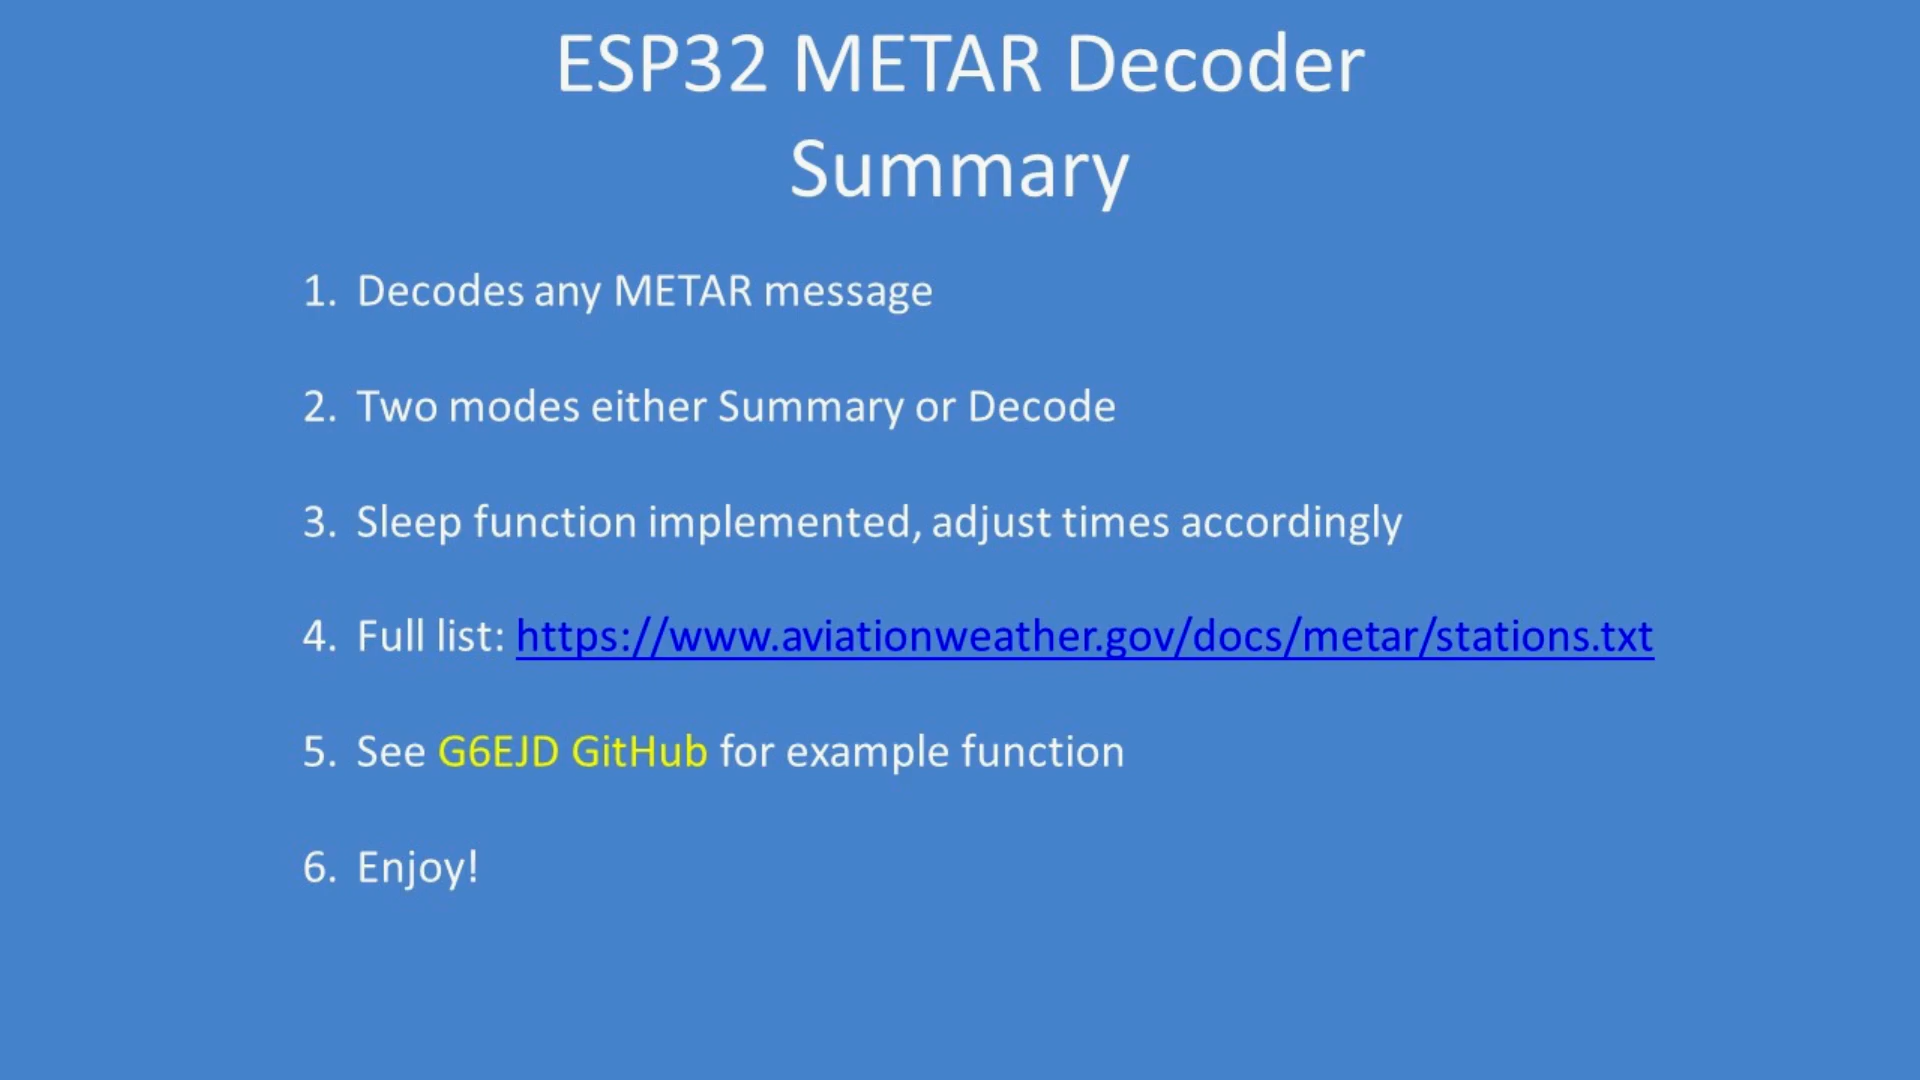 ESP32 METAR Decoder
Summary
1. Decodes any METAR message
2. Two modes either Summary or Decode
3. Sleep function implemented, adjust times accordingly
4. Full list: https://www.aviationweather.gov/docs/metar/stations.txt
5. See G6EJD GitHub for example function
6. Enjoy!